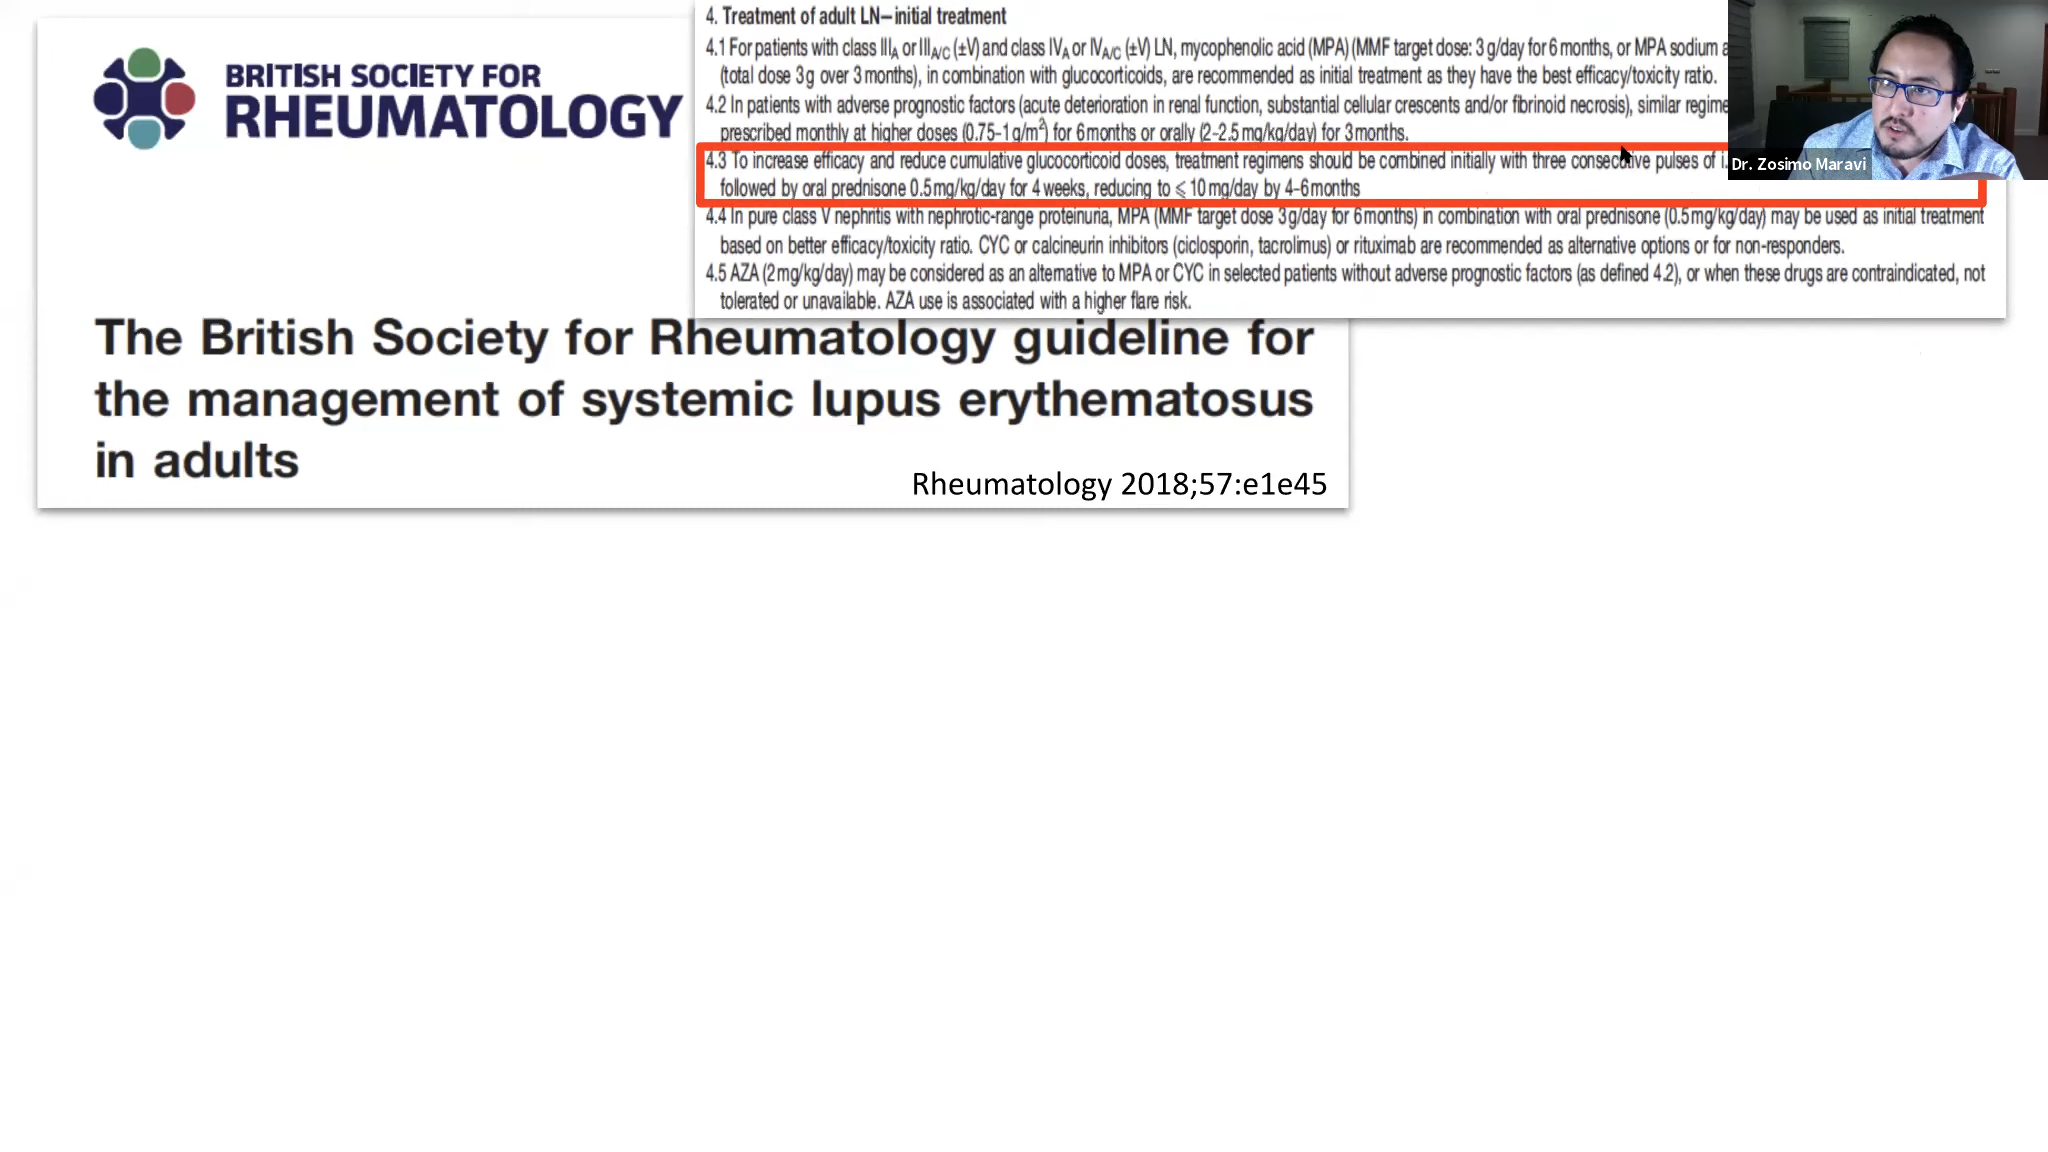 BRITISH SOCIETY FOR
RHEUMATOLOGY
4. Treatment of adult LN—initial treatment
4.1 For patients with class IIIA or IIIA/C (±V) and class IVA or IVA/C (±V) LN, mycophenolic acid (MPA) (MMF target dose: 3 g/day for 6 months, or MPA sodium
(total dose 3 g over 3 months), in combination with glucocorticoids, are recommended as initial treatment as they have the best efficacy/toxicity ratio.
4.2 In patients with adverse prognostic factors (acute deterioration in renal function, substantial cellular crescents and/or fibrinoid necrosis), similar regime
prescribed monthly at higher doses (0.75–1 g/m²) for 6 months or orally (2–2.5 mg/kg/day) for 3 months.
4.3 To increase efficacy and reduce cumulative glucocorticoid doses, treatment regimens should be combined initially with three consecutive pulses of i.
followed by oral prednisone 0.5 mg/kg/day for 4 weeks, reducing to ⩽ 10 mg/day by 4–6 months
4.4 In pure class V nephritis with nephrotic-range proteinuria, MPA (MMF target dose 3 g/day for 6 months) in combination with oral prednisone (0.5 mg/kg/day) may be used as initial treatment
based on better efficacy/toxicity ratio. CYC or calcineurin inhibitors (ciclosporin, tacrolimus) or rituximab are recommended as alternative options or for non-responders.
4.5 AZA (2 mg/kg/day) may be considered as an alternative to MPA or CYC in selected patients without adverse prognostic factors (as defined 4.2), or when these drugs are contraindicated, not
tolerated or unavailable. AZA use is associated with a higher flare risk.
Dr. Zosimo Maravi
The British Society for Rheumatology guideline for
the management of systemic lupus erythematosus
in adults
Rheumatology 2018;57:e1e45